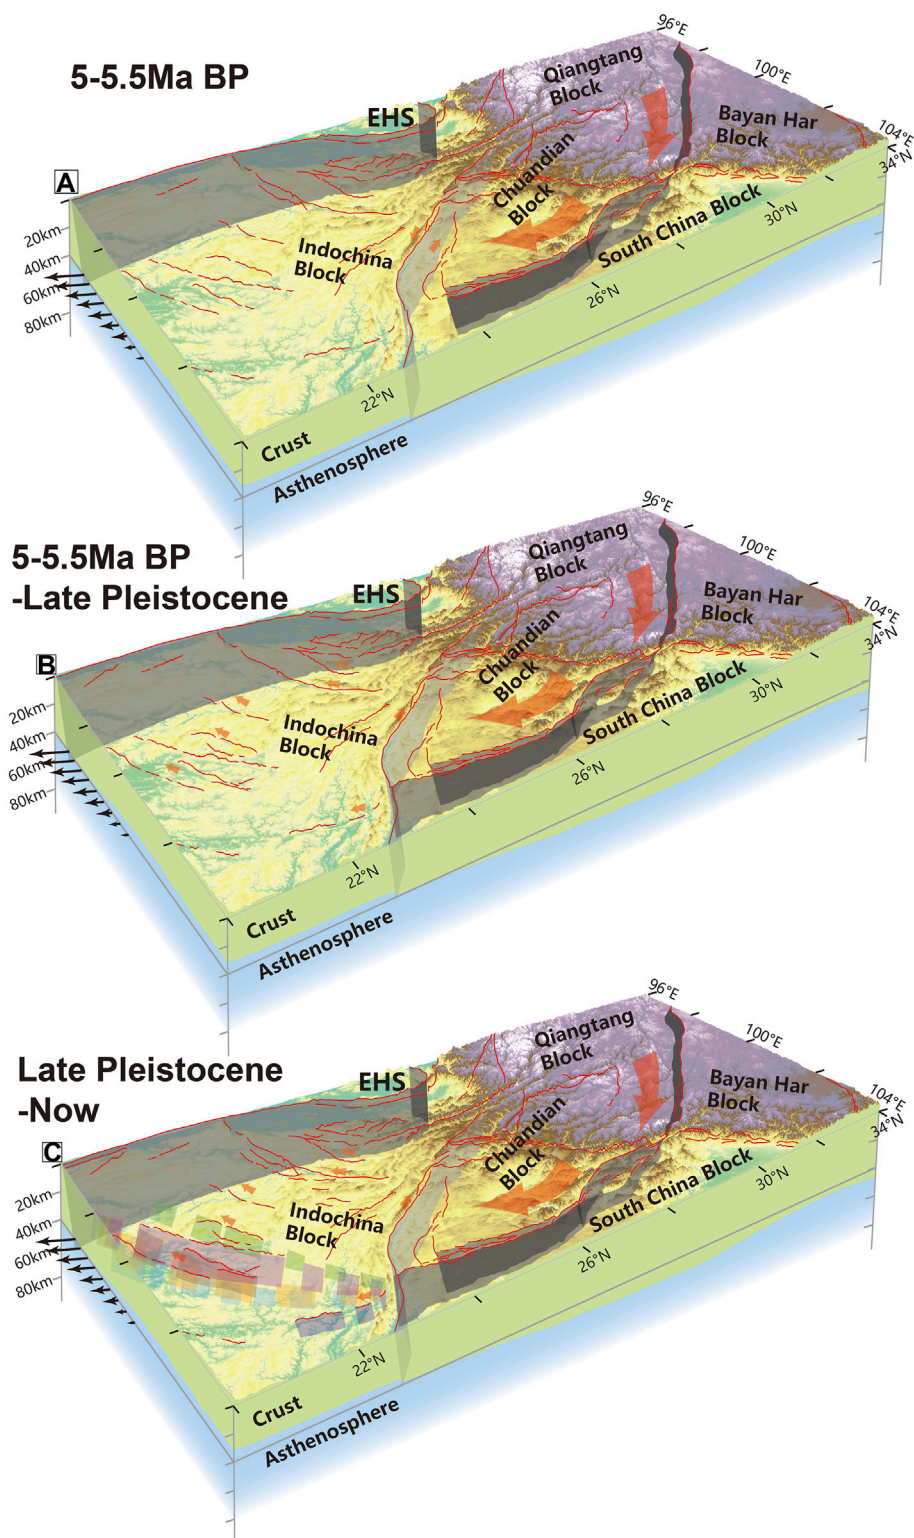 5-5.5Ma BP
96°E
Qiangtang
Block
100°E
EHS
Bayan Har
Block
104°E
34°N
A
Chuandian
Block
South China Block
30°N
20km
Indochina
Block
40km
60km
26°N
80km
22°N
Crust
Asthenosphere
5-5.5Ma BP
-Late Pleistocene
96°E
Qiangtang
Block
100°E
EHS
Bayan Har
Block
104°E
34°N
B
Chuandian
Block
South China Block
30°N
20km
Indochina
Block
40km
60km
26°N
80km
22°N
Crust
Asthenosphere
Late Pleistocene
-Now
96°E
Qiangtang
Block
100°E
EHS
Bayan Har
Block
104°E
34°N
C
Chuandian
Block
South China Block
30°N
20km
Indochina
Block
40km
60km
26°N
80km
22°N
Crust
Asthenosphere